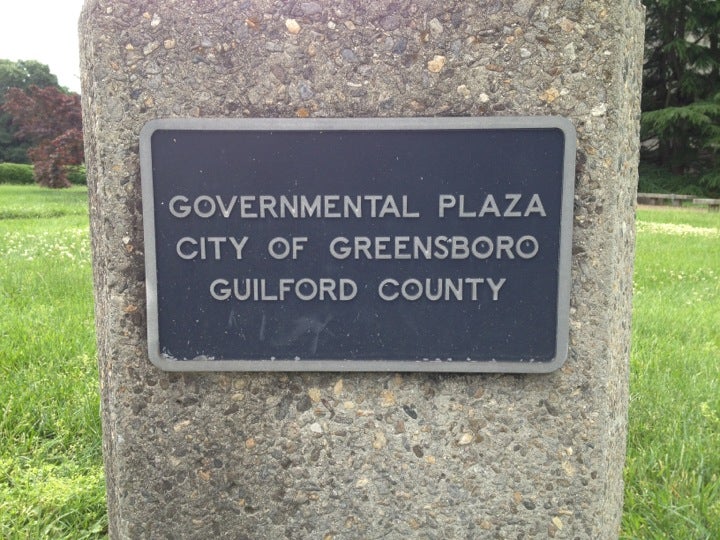 GOVERNMENTAL PLAZA
CITY OF GREENSBORO
GUILFORD COUNTY